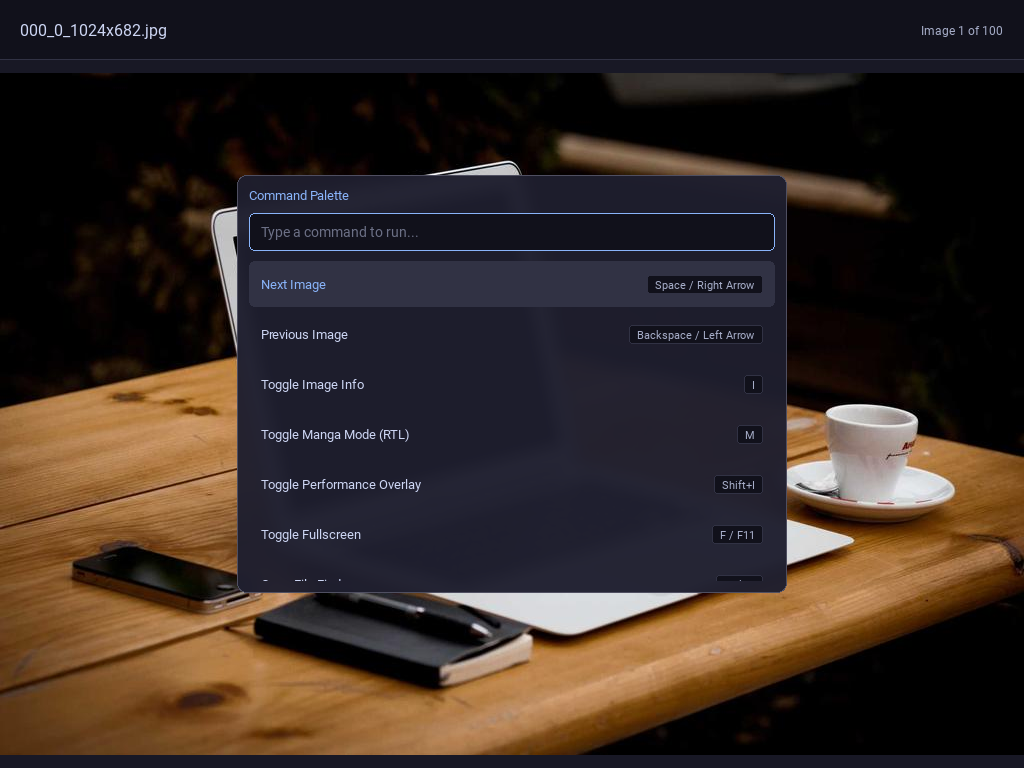 000_0_1024x682.jpg
Image 1 of 100
Command Palette
Type a command to run...
Next Image Space / Right Arrow
Previous Image Backspace / Left Arrow
Toggle Image Info I
Toggle Manga Mode (RTL) M
Toggle Performance Overlay Shift+I
Toggle Fullscreen F / F11